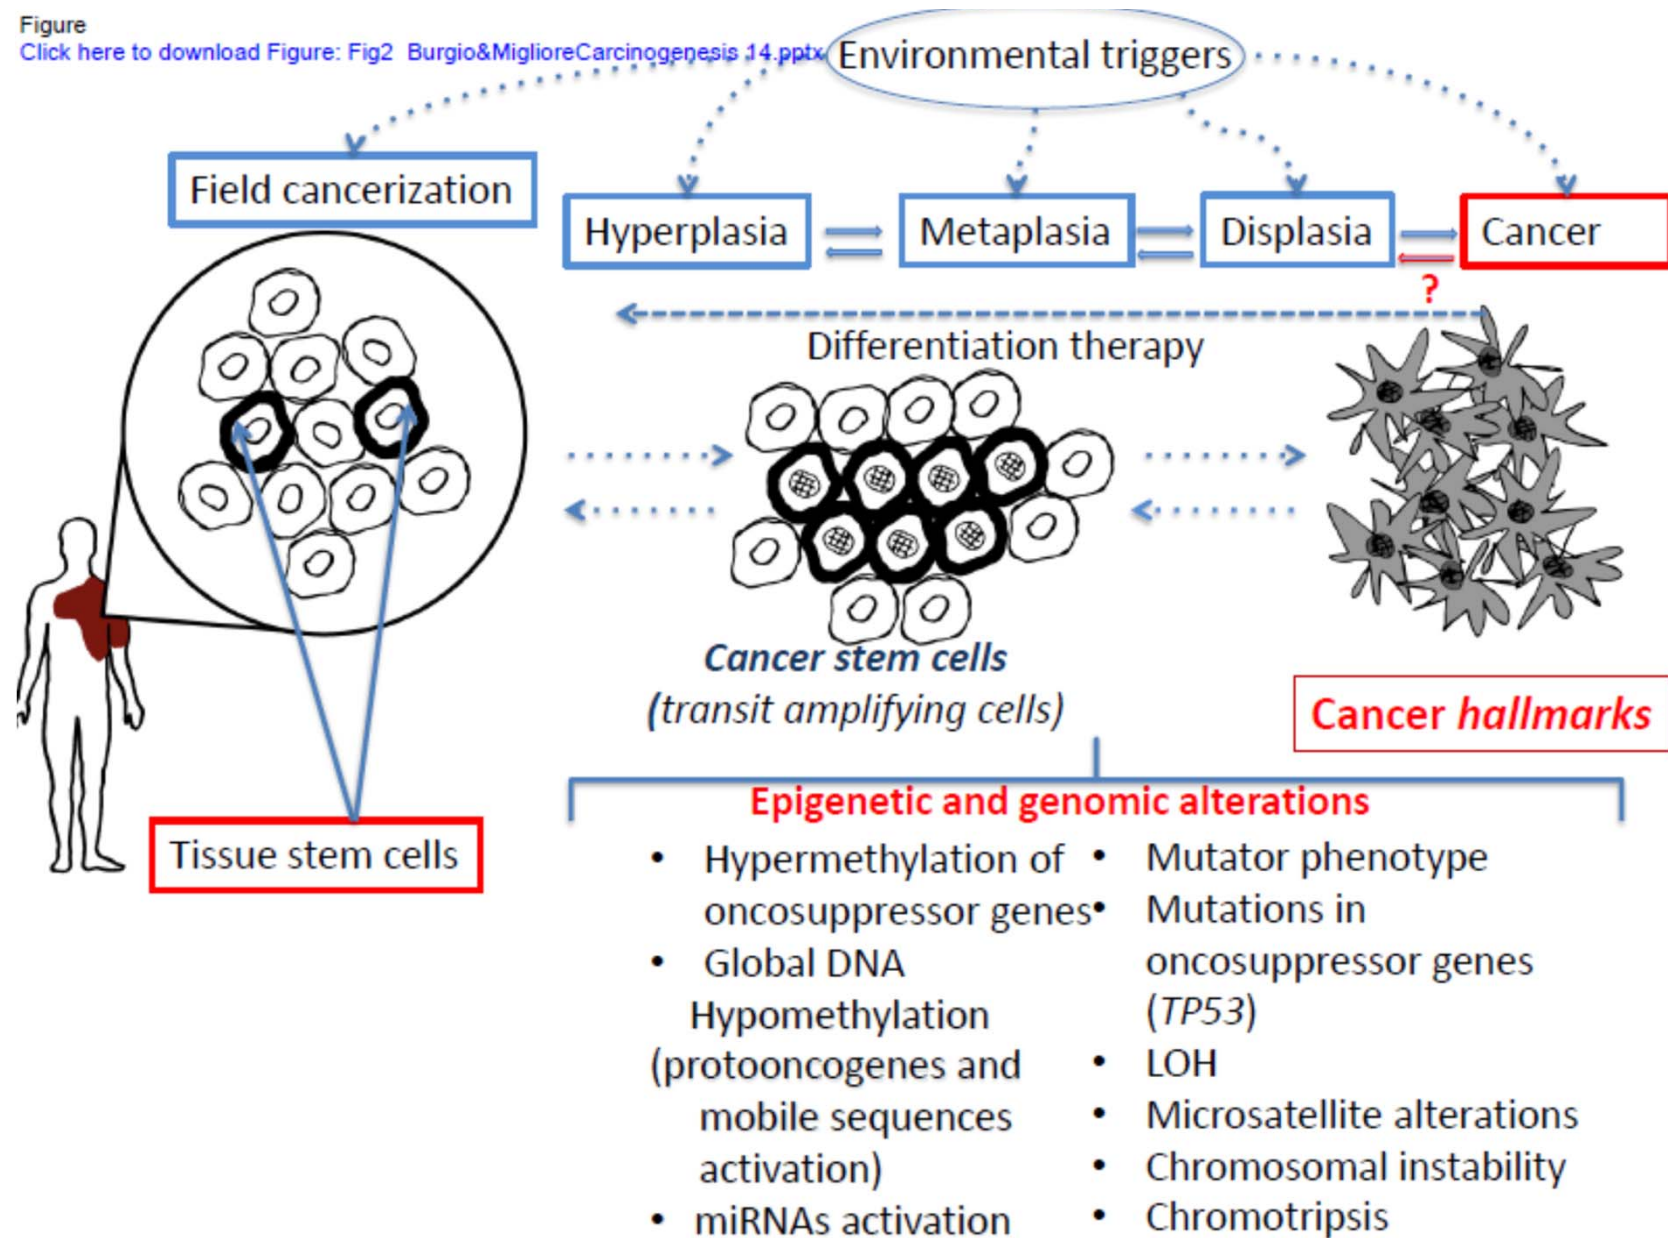 Figure
Click here to download Figure: Fig2 Burgio&MiglioreCarcinogenesis 14.pptx
Environmental triggers
Field cancerization
Hyperplasia
Metaplasia
Displasia
Cancer
?
Differentiation therapy
Cancer stem cells
(transit amplifying cells)
Cancer hallmarks
Tissue stem cells
Epigenetic and genomic alterations
• Hypermethylation of
oncosuppressor genes
• Global DNA
Hypomethylation
(protooncogenes and
mobile sequences
activation)
• miRNAs activation
• Mutator phenotype
• Mutations in
oncosuppressor genes
(TP53)
• LOH
• Microsatellite alterations
• Chromosomal instability
• Chromotripsis